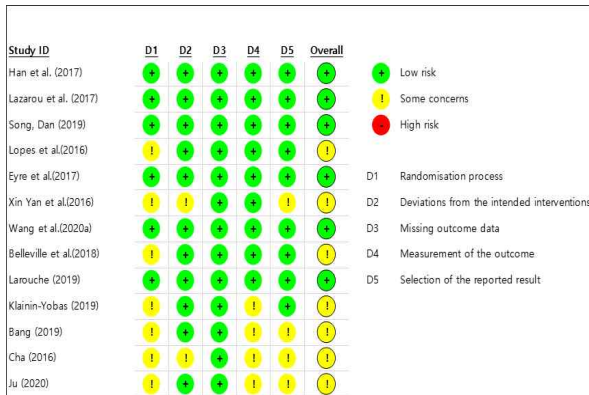 Study ID D1 D2 D3 D4 D5 Overall
Han et al. (2017) + + + + + + + Low risk
Lazarou et al. (2017) + + + + + + ! Some concerns
Song, Dan (2019) + + + + + + - High risk
Lopes et al.(2016) ! + + + + !
Eyre et al.(2017) + + + + + + D1 Randomisation process
Xin Yan et al.(2016) ! ! + + ! ! D2 Deviations from the intended interventions
Wang et al.(2020a) + + + + + + D3 Missing outcome data
Belleville et al.(2018) ! + + + + ! D4 Measurement of the outcome
Larouche (2019) + + + + + + D5 Selection of the reported result
Klainin-Yobas (2019) ! + + ! + !
Bang (2019) ! + + ! ! !
Cha (2016) ! ! + ! ! !
Ju (2020) ! + + ! ! !